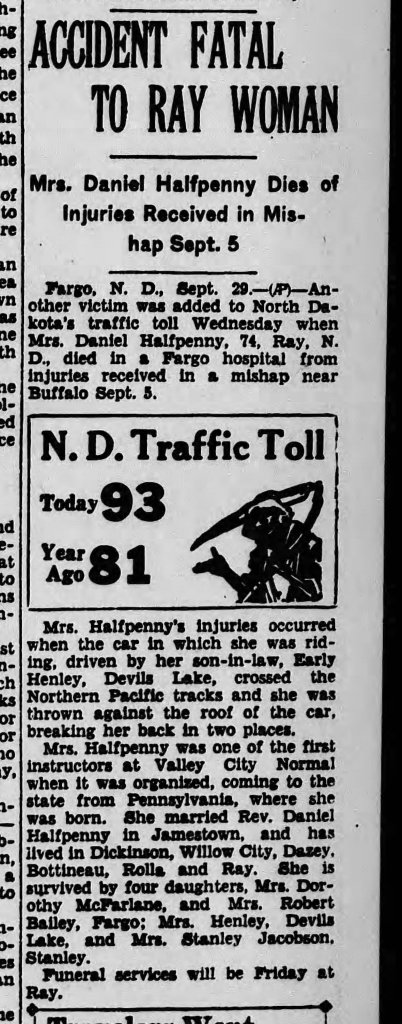 ACCIDENT FATAL
TO RAY WOMAN
Mrs. Daniel Halfpenny Dies of
Injuries Received in Mis-
hap Sept. 5
Fargo, N. D., Sept. 29.—(AP)—An-
other victim was added to North Da-
kota's traffic toll Wednesday when
Mrs. Daniel Halfpenny, 74, Ray, N.
D., died in a Fargo hospital from
injuries received in a mishap near
Buffalo Sept. 5.
N. D. Traffic Toll
Today 93
Year
Ago 81
Mrs. Halfpenny's injuries occurred
when the car in which she was rid-
ing, driven by her son-in-law, Early
Henley, Devils Lake, crossed the
Northern Pacific tracks and she was
thrown against the roof of the car,
breaking her back in two places.
Mrs. Halfpenny was one of the first
instructors at Valley City Normal
when it was organized, coming to the
state from Pennsylvania, where she
was born. She married Rev. Daniel
Halfpenny in Jamestown, and has
lived in Dickinson, Willow City, Dazey,
Bottineau, Rolla and Ray. She is
survived by four daughters, Mrs. Dor-
othy McFarlane, and Mrs. Robert
Bailey, Fargo; Mrs. Henley, Devils
Lake, and Mrs. Stanley Jacobson,
Stanley.
Funeral services will be Friday at
Ray.